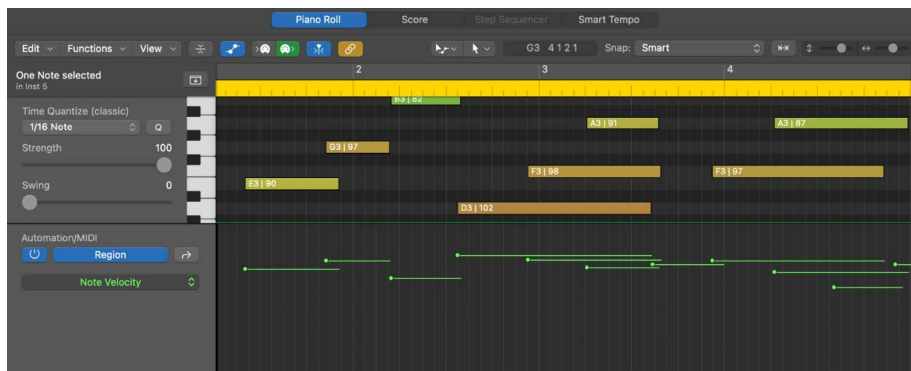 Piano Roll Score Step Sequencer Smart Tempo
Edit Functions View G3 4 1 2 1 Snap: Smart
One Note selected
in Inst 5
2 3 4
Time Quantize (classic)
1/16 Note Q
Strength 100
Swing 0
B3 | 82
A3 | 91
A3 | 87
G3 | 97
F3 | 98
F3 | 97
E3 | 90
D3 | 102
Automation/MIDI
Region
Note Velocity